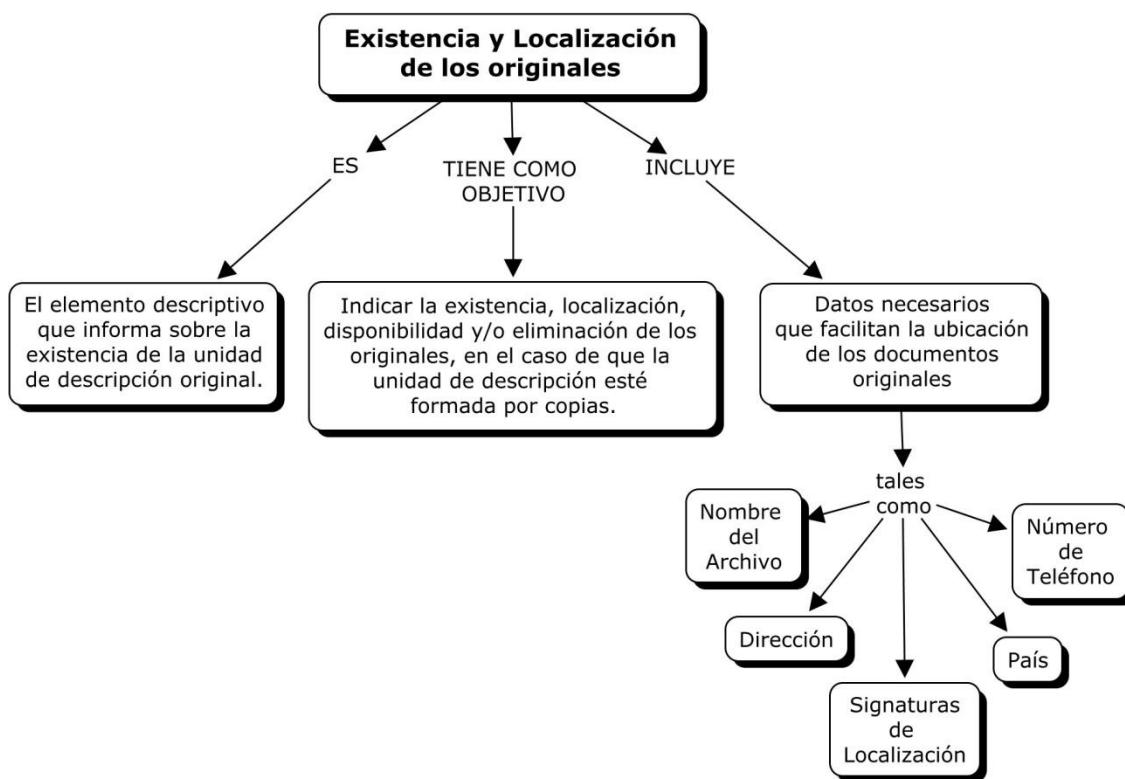 Existencia y Localización
de los originales
ES
TIENE COMO
OBJETIVO
INCLUYE
El elemento descriptivo
que informa sobre la
existencia de la unidad
de descripción original.
Indicar la existencia, localización,
disponibilidad y/o eliminación de los
originales, en el caso de que la
unidad de descripción esté
formada por copias.
Datos necesarios
que facilitan la ubicación
de los documentos
originales
tales
como
Nombre
del
Archivo
Dirección
Signaturas
de
Localización
País
Número
de
Teléfono